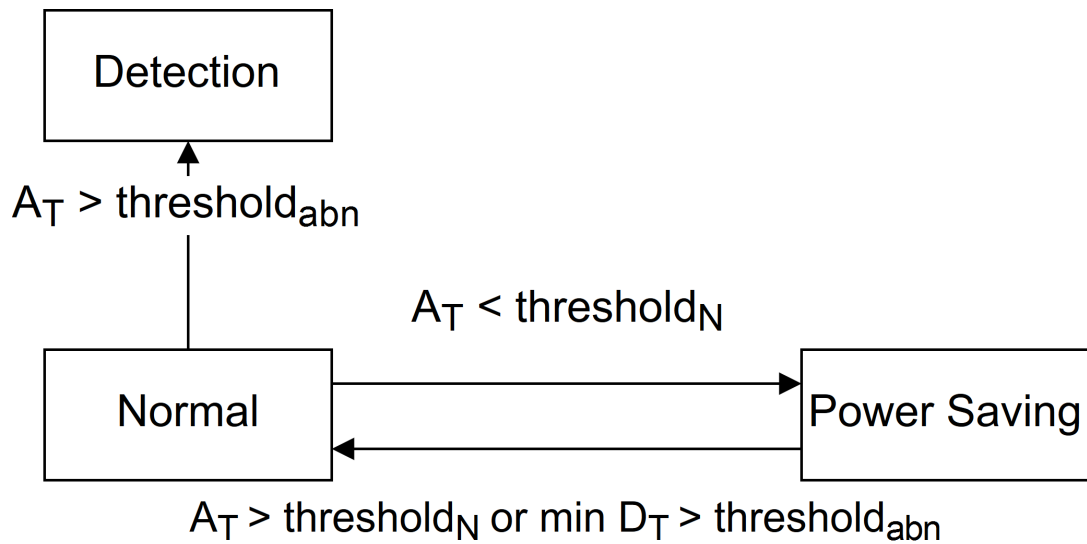 Detection
A_T > threshold_abn
A_T < threshold_N
Normal
Power Saving
A_T > threshold_N or min D_T > threshold_abn